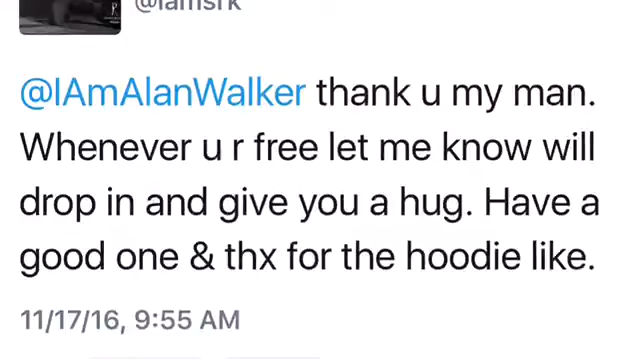 @iamsrk
@IAmAlanWalker thank u my man.
Whenever u r free let me know will
drop in and give you a hug. Have a
good one & thx for the hoodie like.
11/17/16, 9:55 AM